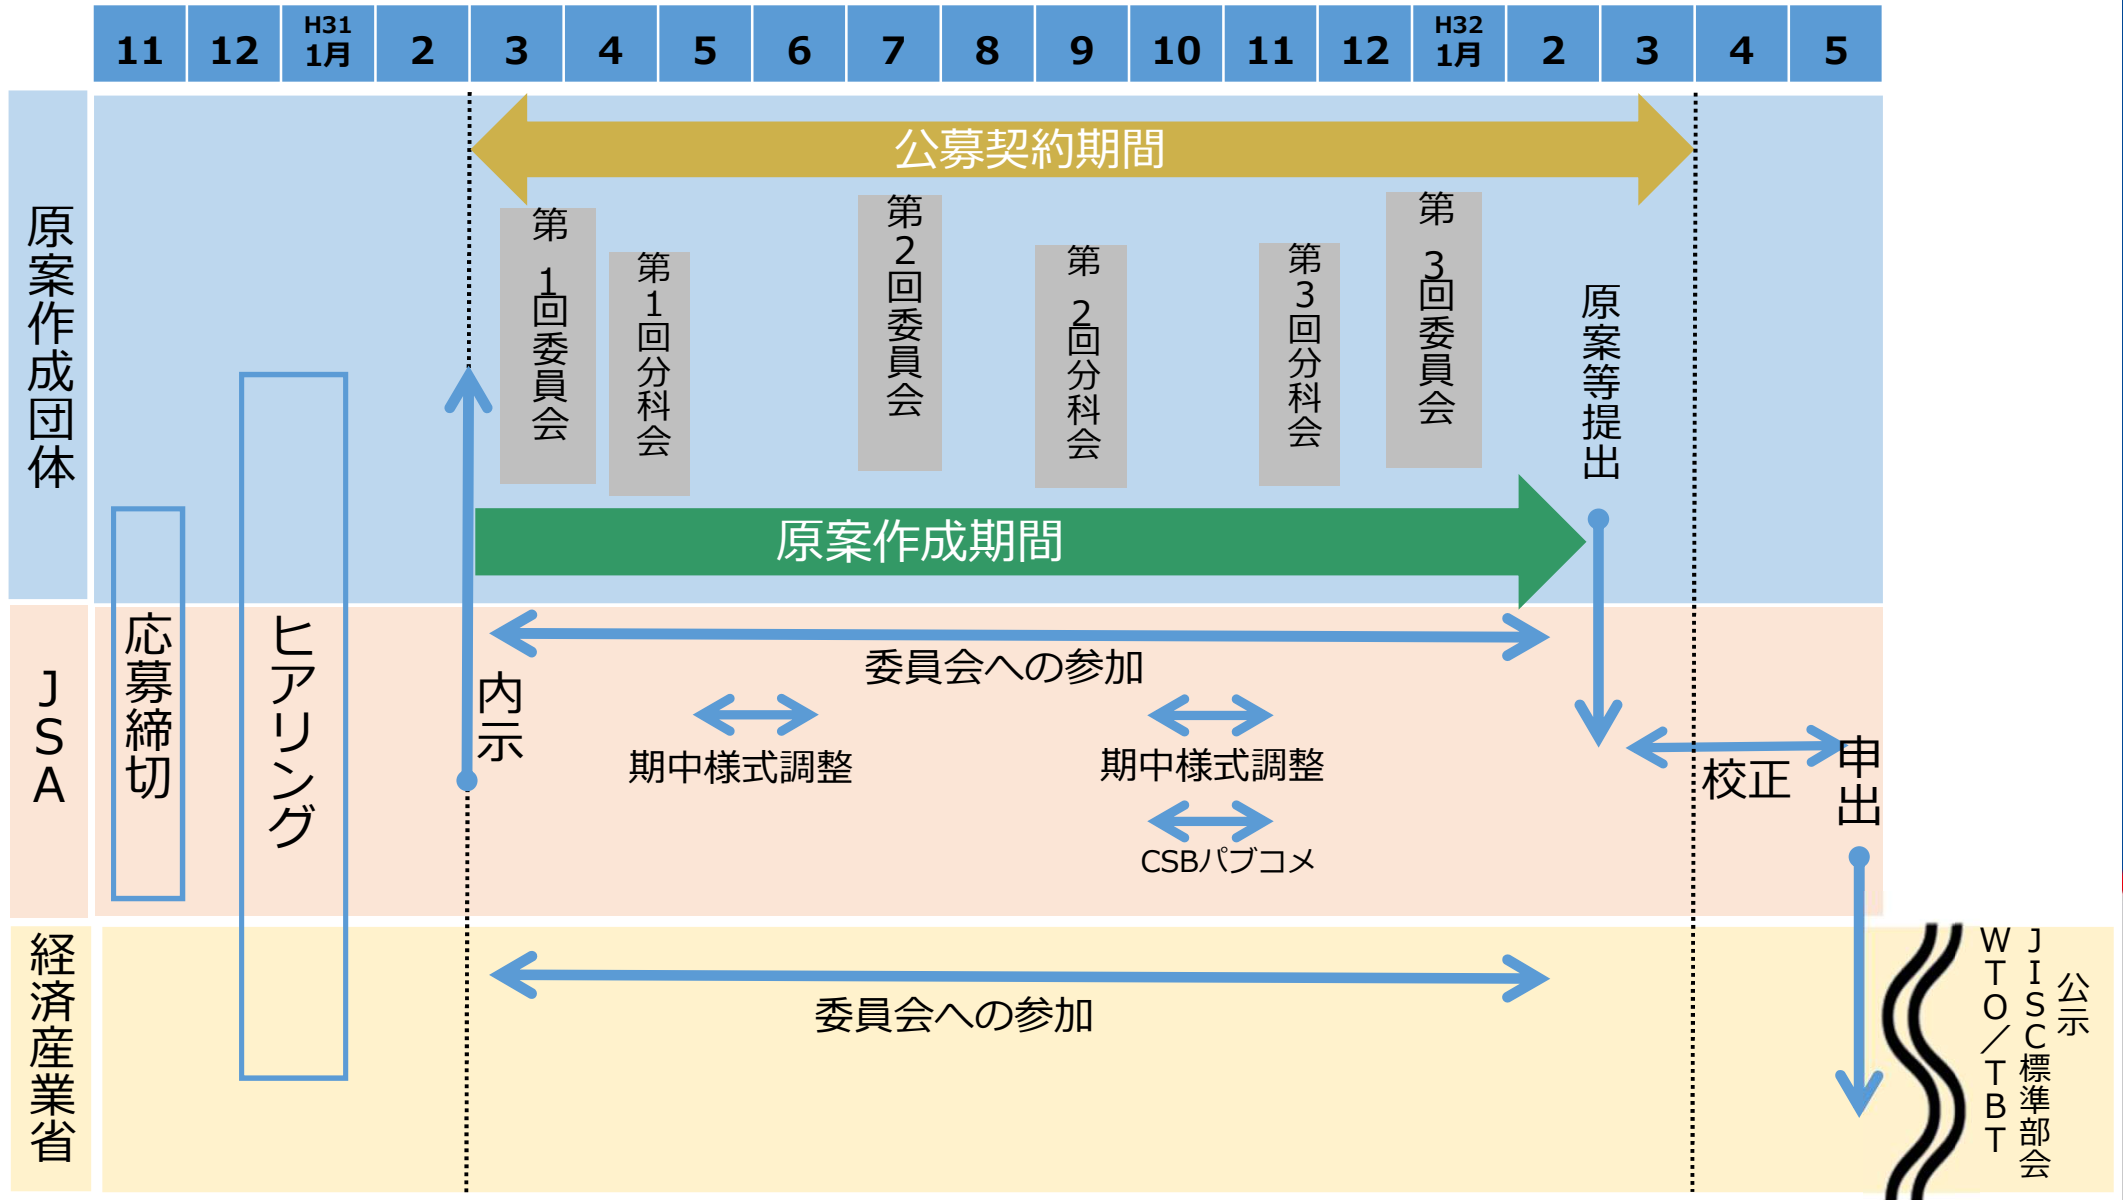 11 12 H31 1月 2 3 4 5 6 7 8 9 10 11 12 H32 1月 2 3 4 5
原案作成団体
公募契約期間
第1回委員会
第1回分科会
第2回委員会
第2回分科会
第3回分科会
第3回委員会
原案等提出
原案作成期間
JSA
応募締切
ヒアリング
内示
委員会への参加
期中様式調整
期中様式調整
CSBパブコメ
校正
申出
経済産業省
委員会への参加
WTO／TBT
JISC標準部会
公示